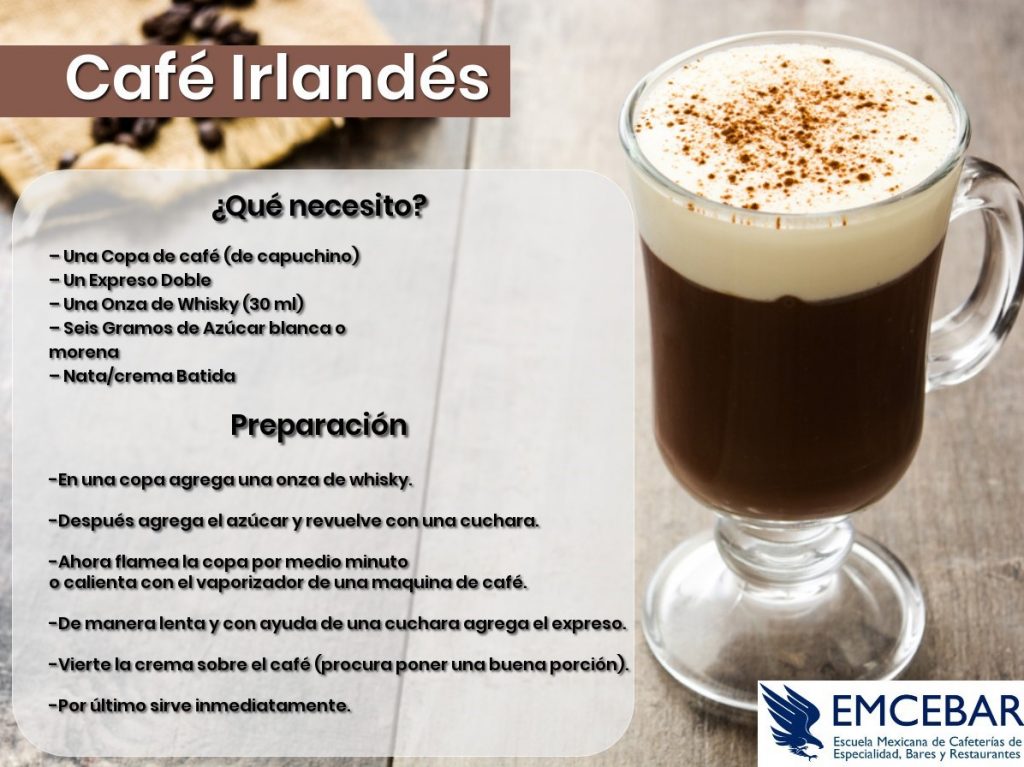 Café Irlandés
¿Qué necesito?
– Una Copa de café (de capuchino)
– Un Expreso Doble
– Una Onza de Whisky (30 ml)
– Seis Gramos de Azúcar blanca o
morena
– Nata/crema Batida
Preparación
-En una copa agrega una onza de whisky.
-Después agrega el azúcar y revuelve con una cuchara.
-Ahora flamea la copa por medio minuto
o calienta con el vaporizador de una maquina de café.
-De manera lenta y con ayuda de una cuchara agrega el expreso.
-Vierte la crema sobre el café (procura poner una buena porción).
-Por último sirve inmediatamente.
EMCEBAR
Escuela Mexicana de Cafeterías de
Especialidad, Bares y Restaurantes